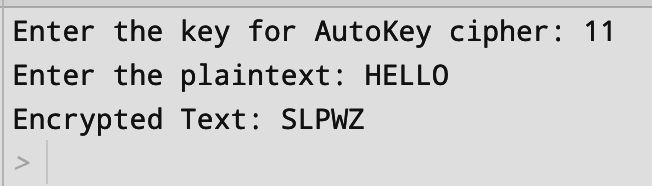 Enter the key for AutoKey cipher: 11
Enter the plaintext: HELLO
Encrypted Text: SLPWZ
>